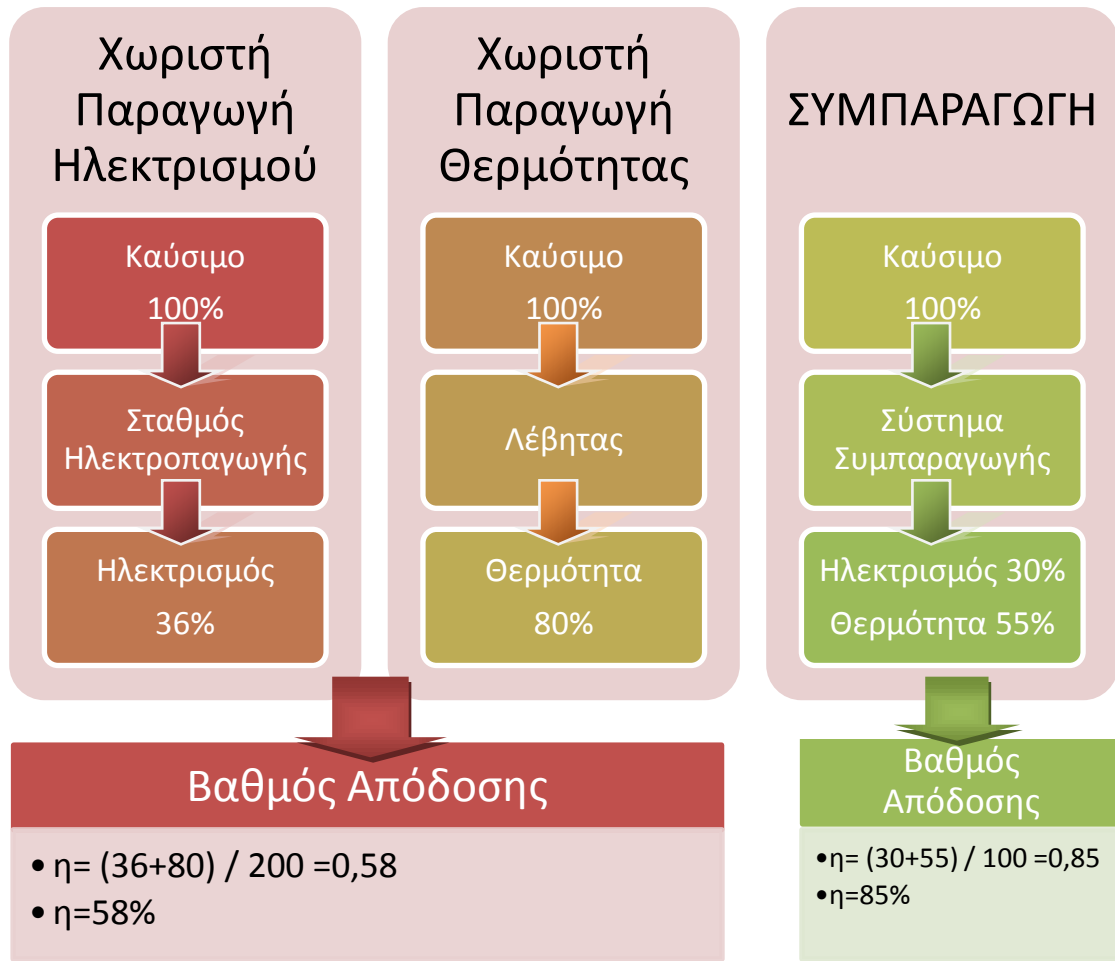 Χωριστή
Παραγωγή
Ηλεκτρισμού
Καύσιμο
100%
Σταθμός
Ηλεκτροπαγωγής
Ηλεκτρισμός
36%
Χωριστή
Παραγωγή
Θερμότητας
Καύσιμο
100%
Λέβητας
Θερμότητα
80%
ΣΥΜΠΑΡΑΓΩΓΗ
Καύσιμο
100%
Σύστημα
Συμπαραγωγής
Ηλεκτρισμός 30%
Θερμότητα 55%
Βαθμός Απόδοσης
• η= (36+80) / 200 =0,58
• η=58%
Βαθμός
Απόδοσης
•η= (30+55) / 100 =0,85
•η=85%